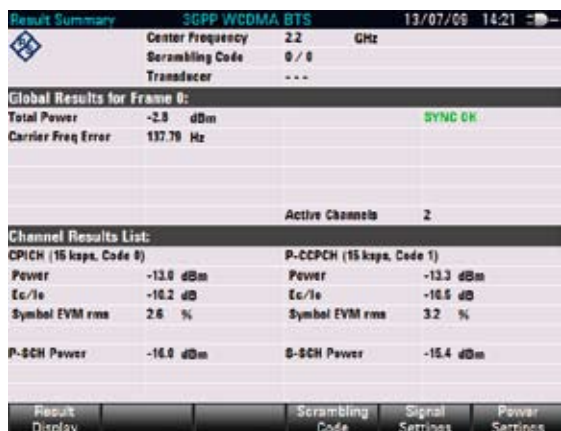 Result Summary 3GPP WCDMA BTS 13/07/09 14:21
Center Frequency 2.2 GHz
Scrambling Code 0 / 0
Transducer - - -
Global Results for Frame 0:
Total Power -2.8 dBm SYNC OK
Carrier Freq Error 137.79 Hz
Active Channels 2
Channel Results List:
CPICH (15 ksps, Code 0) P-CCPCH (15 ksps, Code 1)
Power -13.0 dBm Power -13.3 dBm
Ec/Io -10.2 dB Ec/Io -10.5 dB
Symbol EVM rms 2.6 % Symbol EVM rms 3.2 %
P-SCH Power -16.0 dBm S-SCH Power -15.4 dBm
Result Display Scrambling Code Signal Settings Power Settings